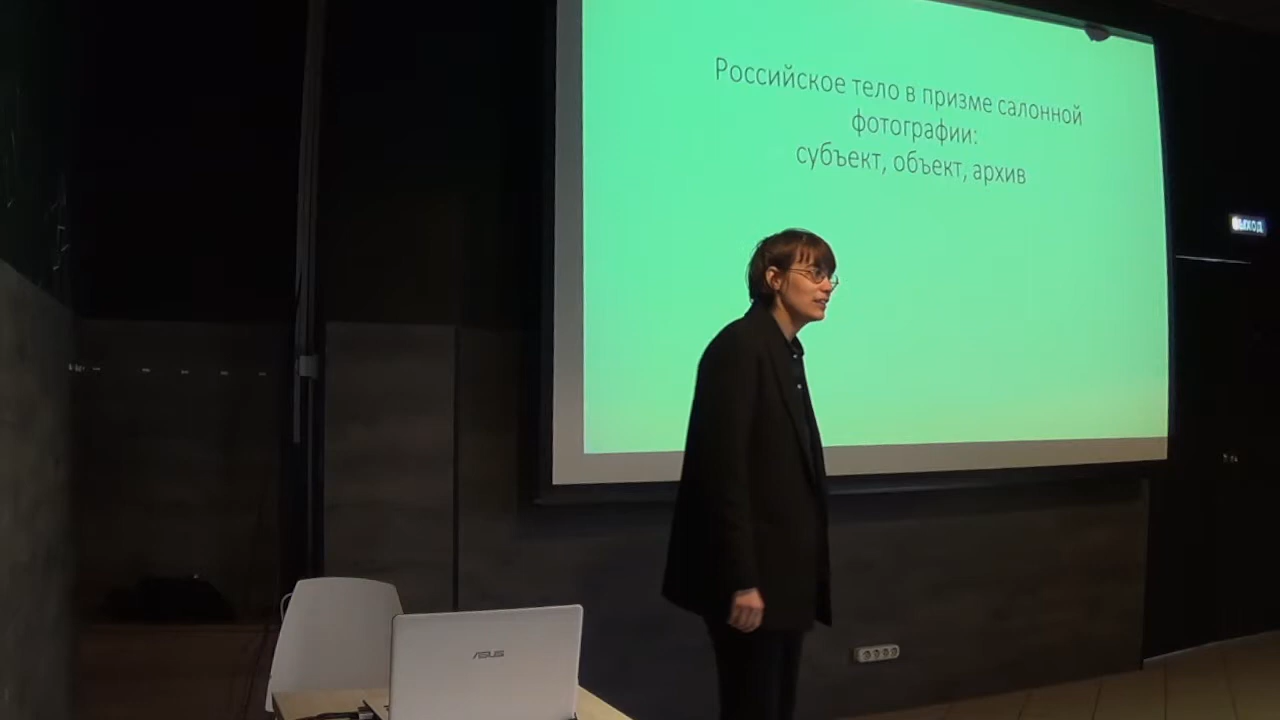 Российское тело в призме салонной
фотографии:
субъект, объект, архив
ВЫХОД
ASUS